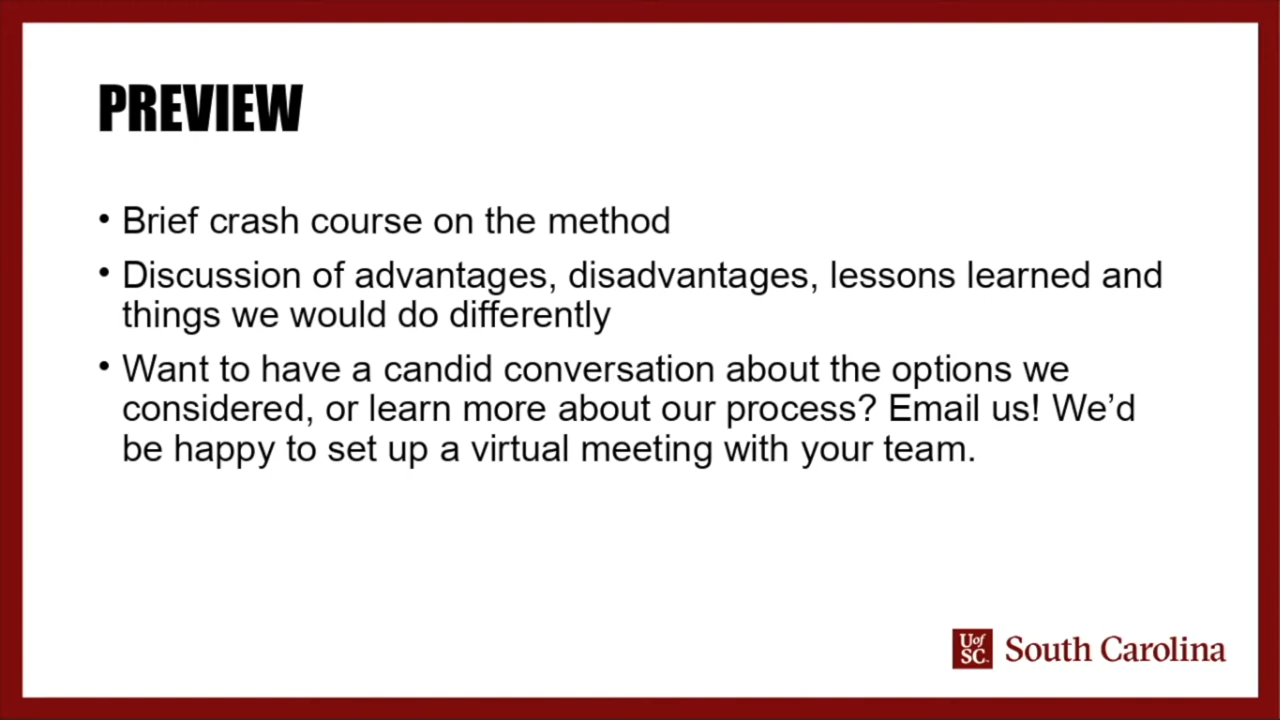 PREVIEW
• Brief crash course on the method
• Discussion of advantages, disadvantages, lessons learned and
things we would do differently
• Want to have a candid conversation about the options we
considered, or learn more about our process? Email us! We’d
be happy to set up a virtual meeting with your team.
Uof
SC.
South Carolina